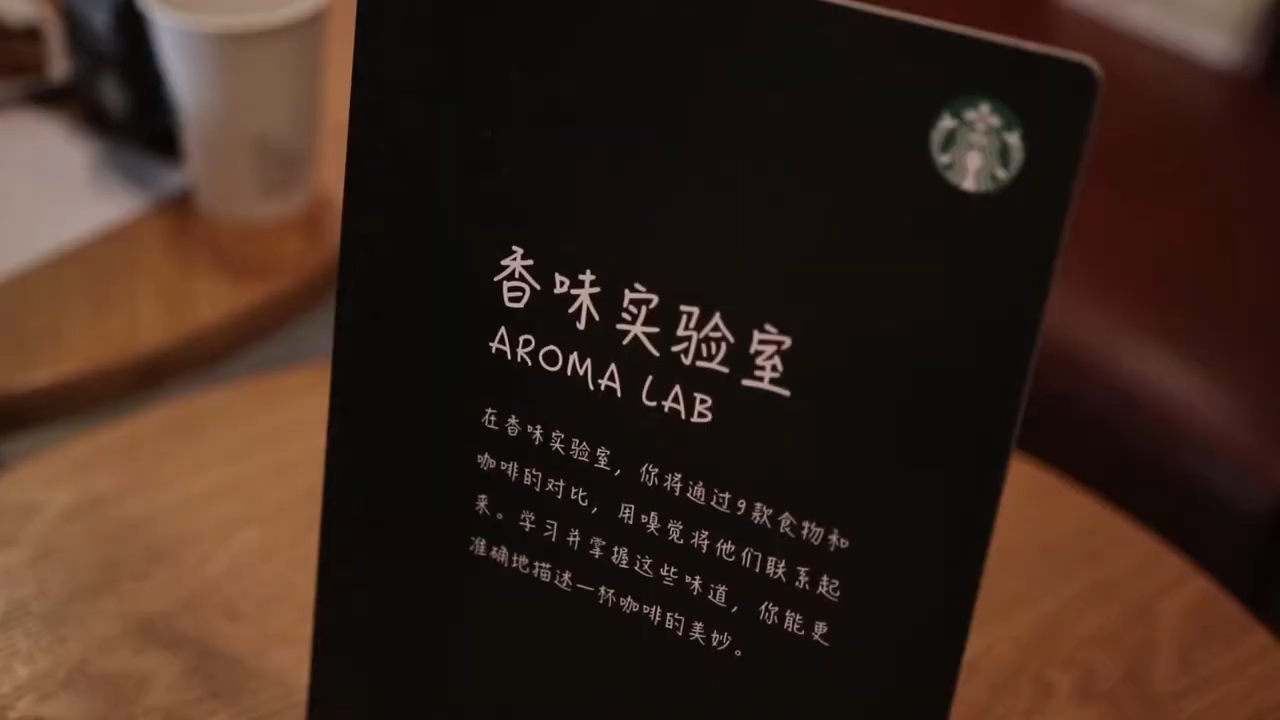 香味实验室
AROMA LAB
在香味实验室，你将通过9款食物和
咖啡的对比，用嗅觉将他们联系起
来。学习并掌握这些味道，你能更
准确地描述一杯咖啡的美妙。